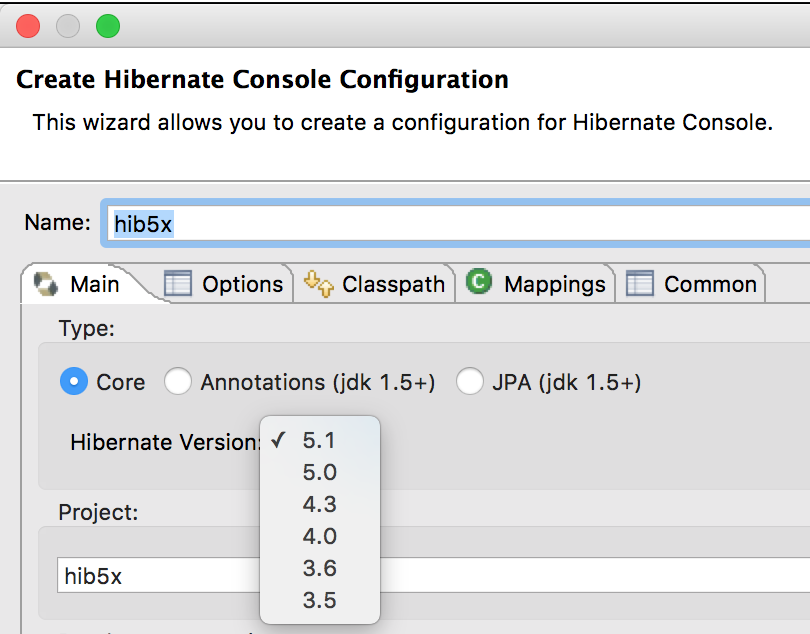 Create Hibernate Console Configuration
This wizard allows you to create a configuration for Hibernate Console.
Name: hib5x
Main Options Classpath C Mappings Common
Type:
Core Annotations (jdk 1.5+) JPA (jdk 1.5+)
Hibernate Version: ✓ 5.1
5.0
4.3
4.0
3.6
3.5
Project:
hib5x